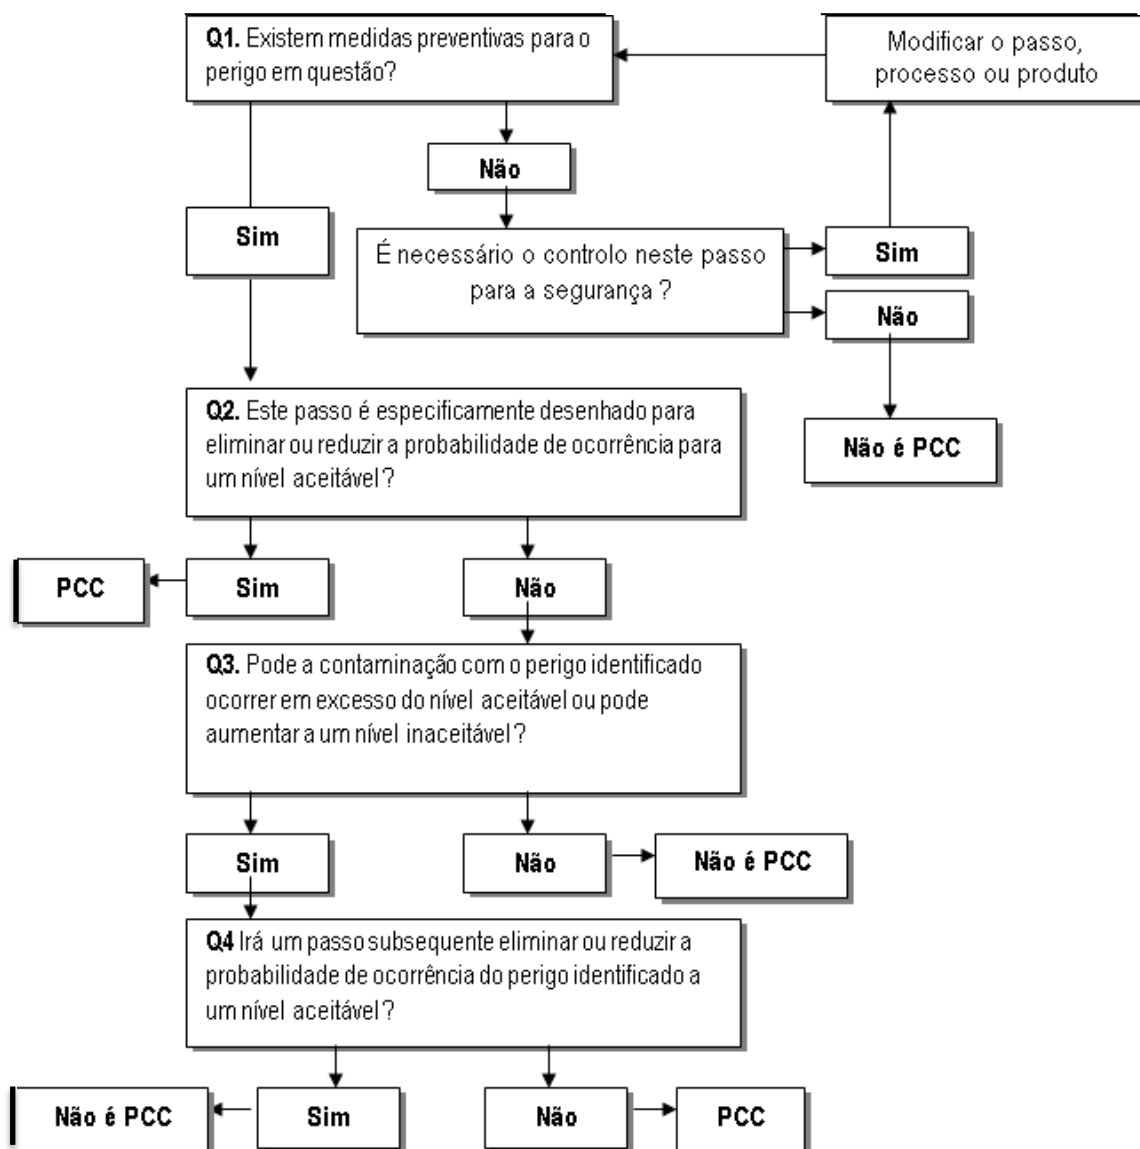 Q1. Existem medidas preventivas para o
perigo em questão?
Modificar o passo,
processo ou produto
Não
Sim
É necessário o controlo neste passo
para a segurança ?
Sim
Não
Não é PCC
Q2. Este passo é especificamente desenhado para
eliminar ou reduzir a probabilidade de ocorrência para
um nível aceitável?
PCC
Sim
Não
Q3. Pode a contaminação com o perigo identificado
ocorrer em excesso do nível aceitável ou pode
aumentar a um nível inaceitável?
Sim
Não
Não é PCC
Q4 Irá um passo subsequente eliminar ou reduzir a
probabilidade de ocorrência do perigo identificado a
um nível aceitável?
Não é PCC
Sim
Não
PCC